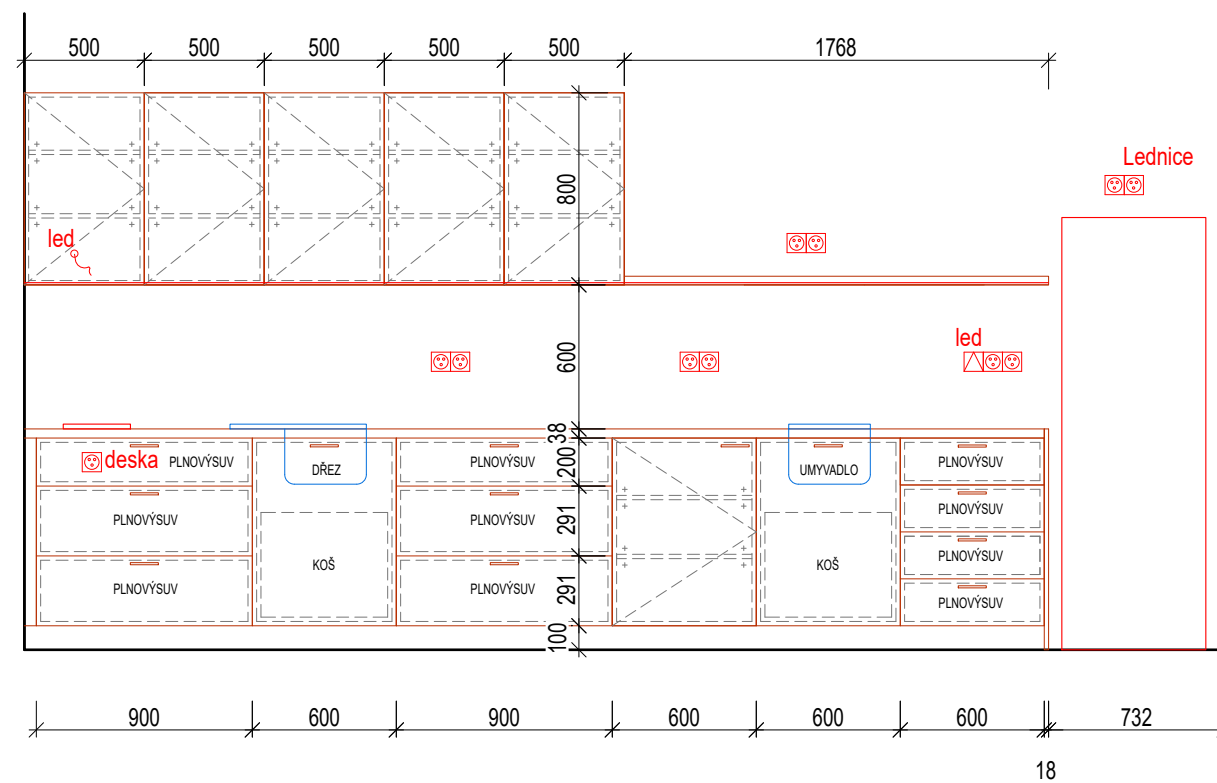 500 500 500 500 500 1768
Lednice
800
led
600
led
38
deska PLNOVÝSUV DŘEZ PLNOVÝSUV 200 UMYVADLO PLNOVÝSUV
PLNOVÝSUV PLNOVÝSUV 291 PLNOVÝSUV
PLNOVÝSUV KOŠ PLNOVÝSUV 291 KOŠ PLNOVÝSUV
PLNOVÝSUV
100
900 600 900 600 600 600 732
18